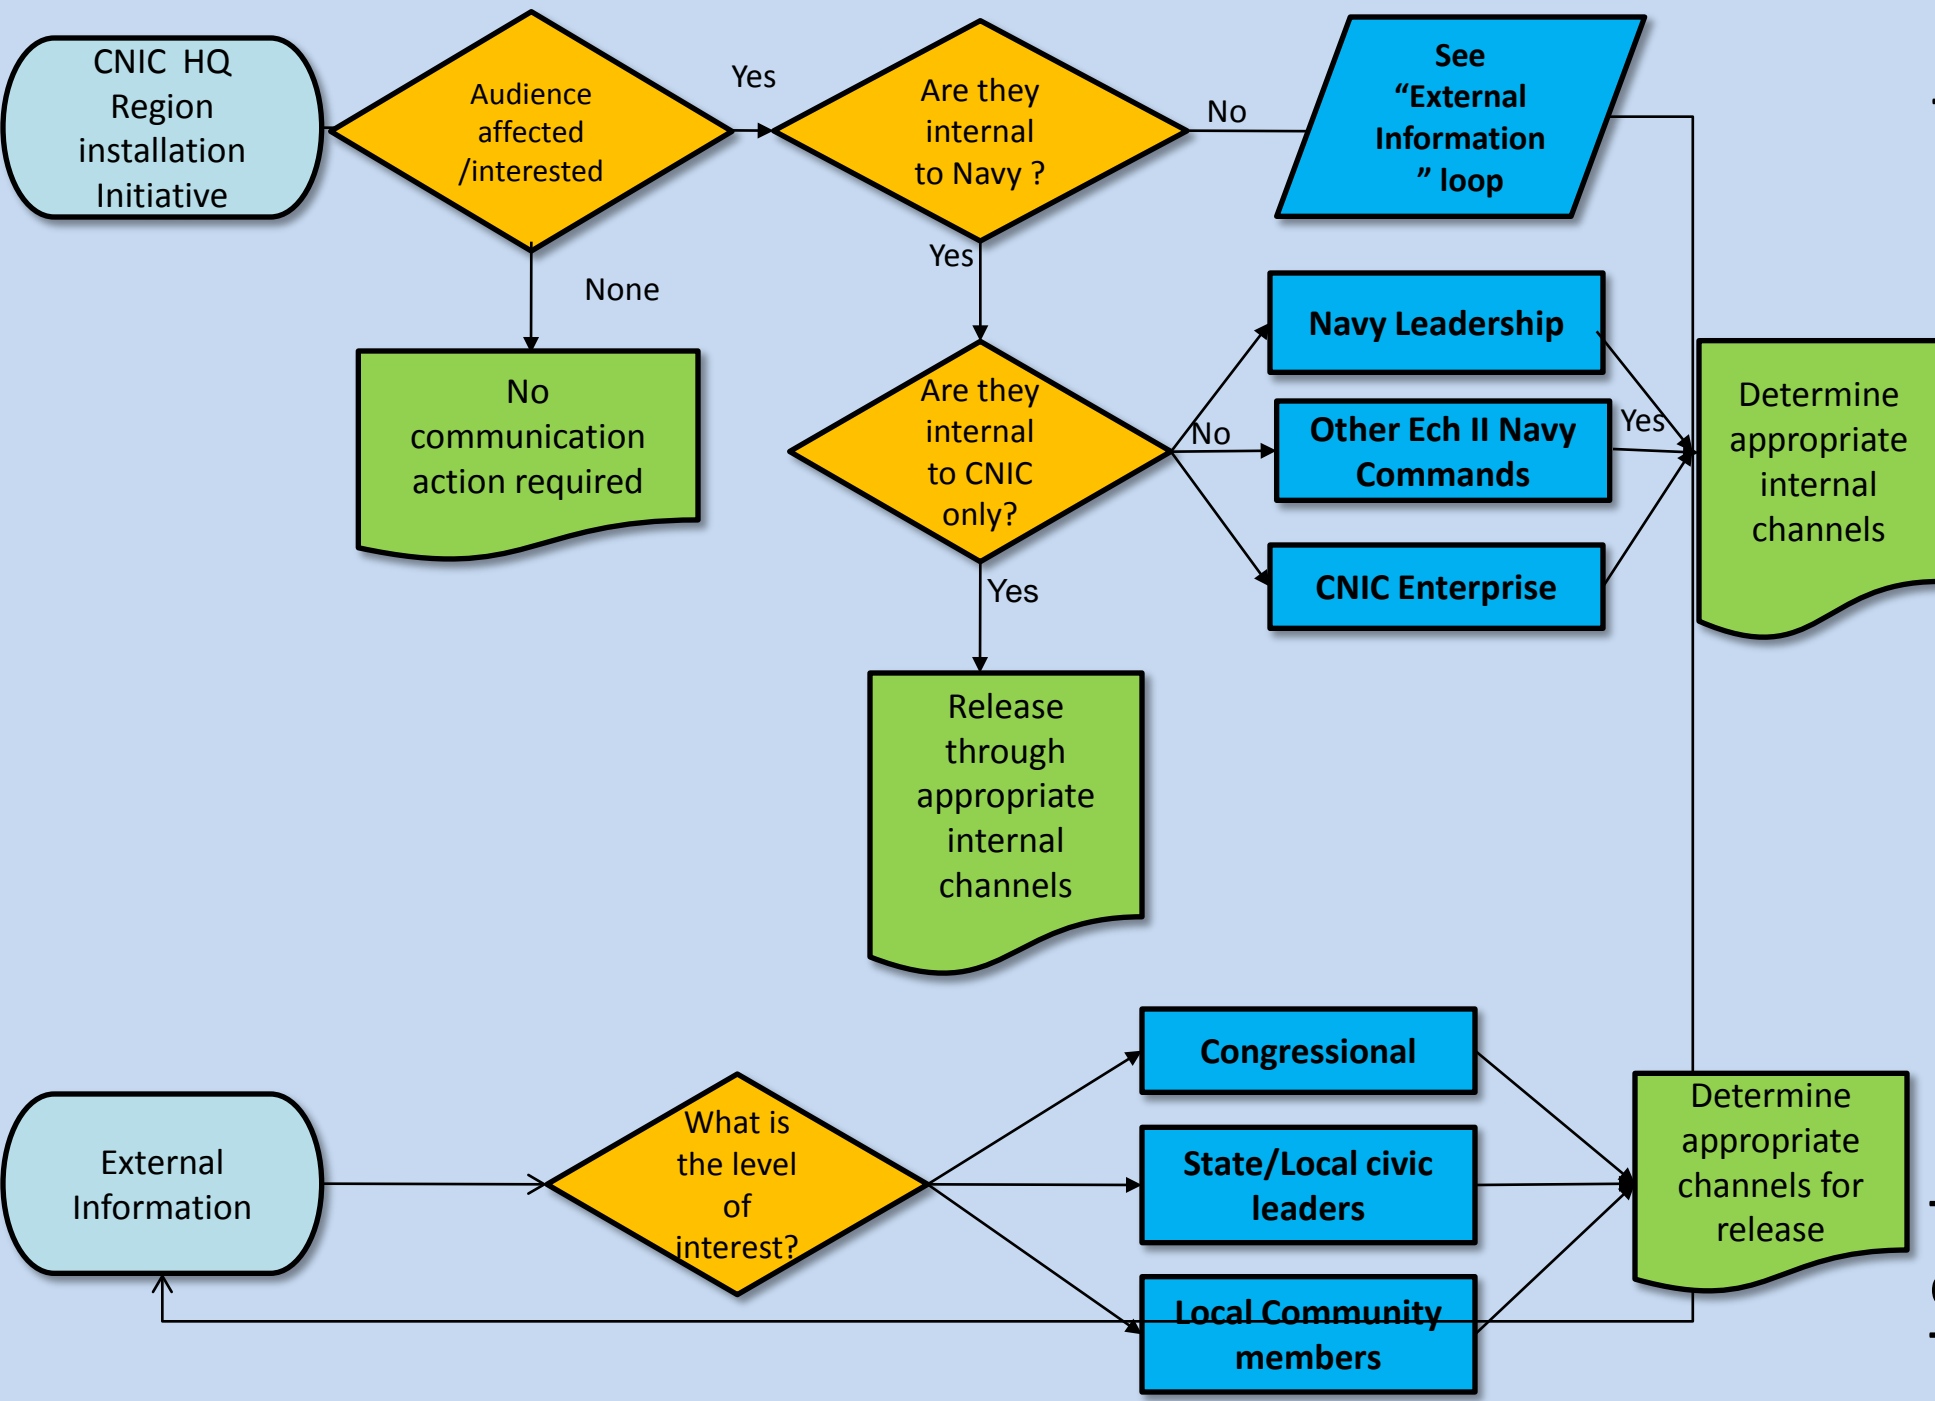 CNIC HQ
Region
installation
Initiative
Audience
affected
/interested
Yes
Are they
internal
to Navy ?
No
See
“External
Information
” loop
None
Yes
No
communication
action required
Are they
internal
to CNIC
only?
No
Navy Leadership
Other Ech II Navy
Commands
CNIC Enterprise
Yes
Determine
appropriate
internal
channels
Yes
Release
through
appropriate
internal
channels
External
Information
What is
the level
of
interest?
Congressional
State/Local civic
leaders
Local Community
members
Determine
appropriate
channels for
release